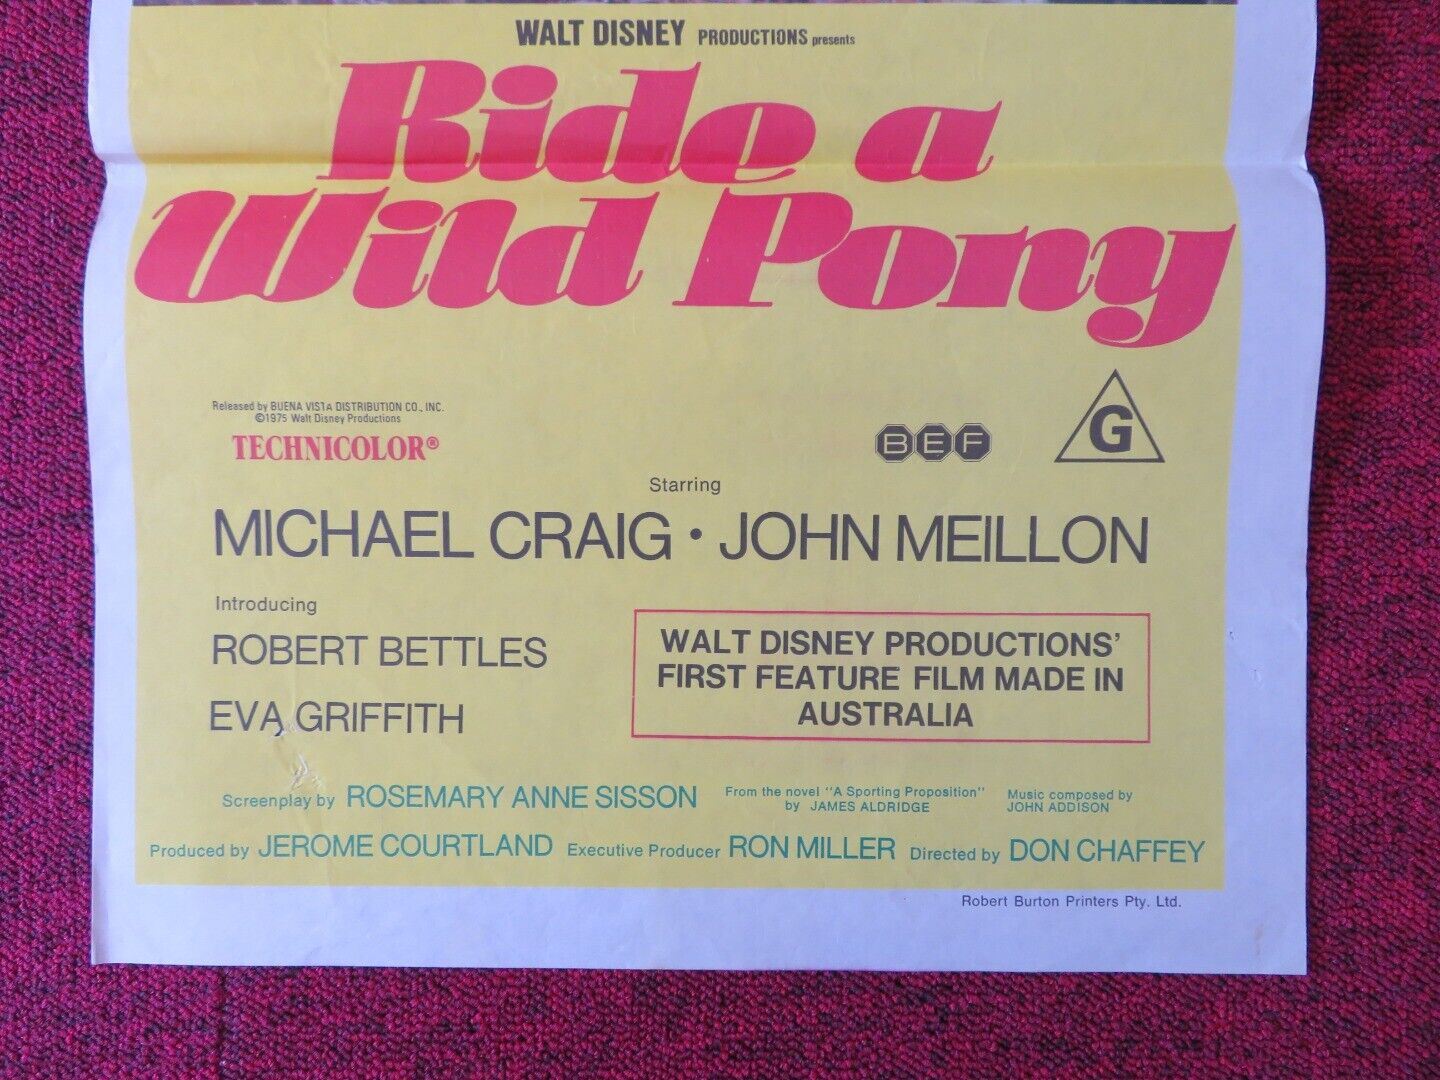 WALT DISNEY PRODUCTIONS presents
Ride a
Wild Pony
Released by BUENA VISTA DISTRIBUTION CO., INC.
©1975 Walt Disney Productions
TECHNICOLOR®
BEF
G
Starring
MICHAEL CRAIG • JOHN MEILLON
Introducing
ROBERT BETTLES
EVA GRIFFITH
WALT DISNEY PRODUCTIONS'
FIRST FEATURE FILM MADE IN
AUSTRALIA
Screenplay by ROSEMARY ANNE SISSON
From the novel "A Sporting Proposition"
by JAMES ALDRIDGE
Music composed by
JOHN ADDISON
Produced by JEROME COURTLAND Executive Producer RON MILLER Directed by DON CHAFFEY
Robert Burton Printers Pty. Ltd.